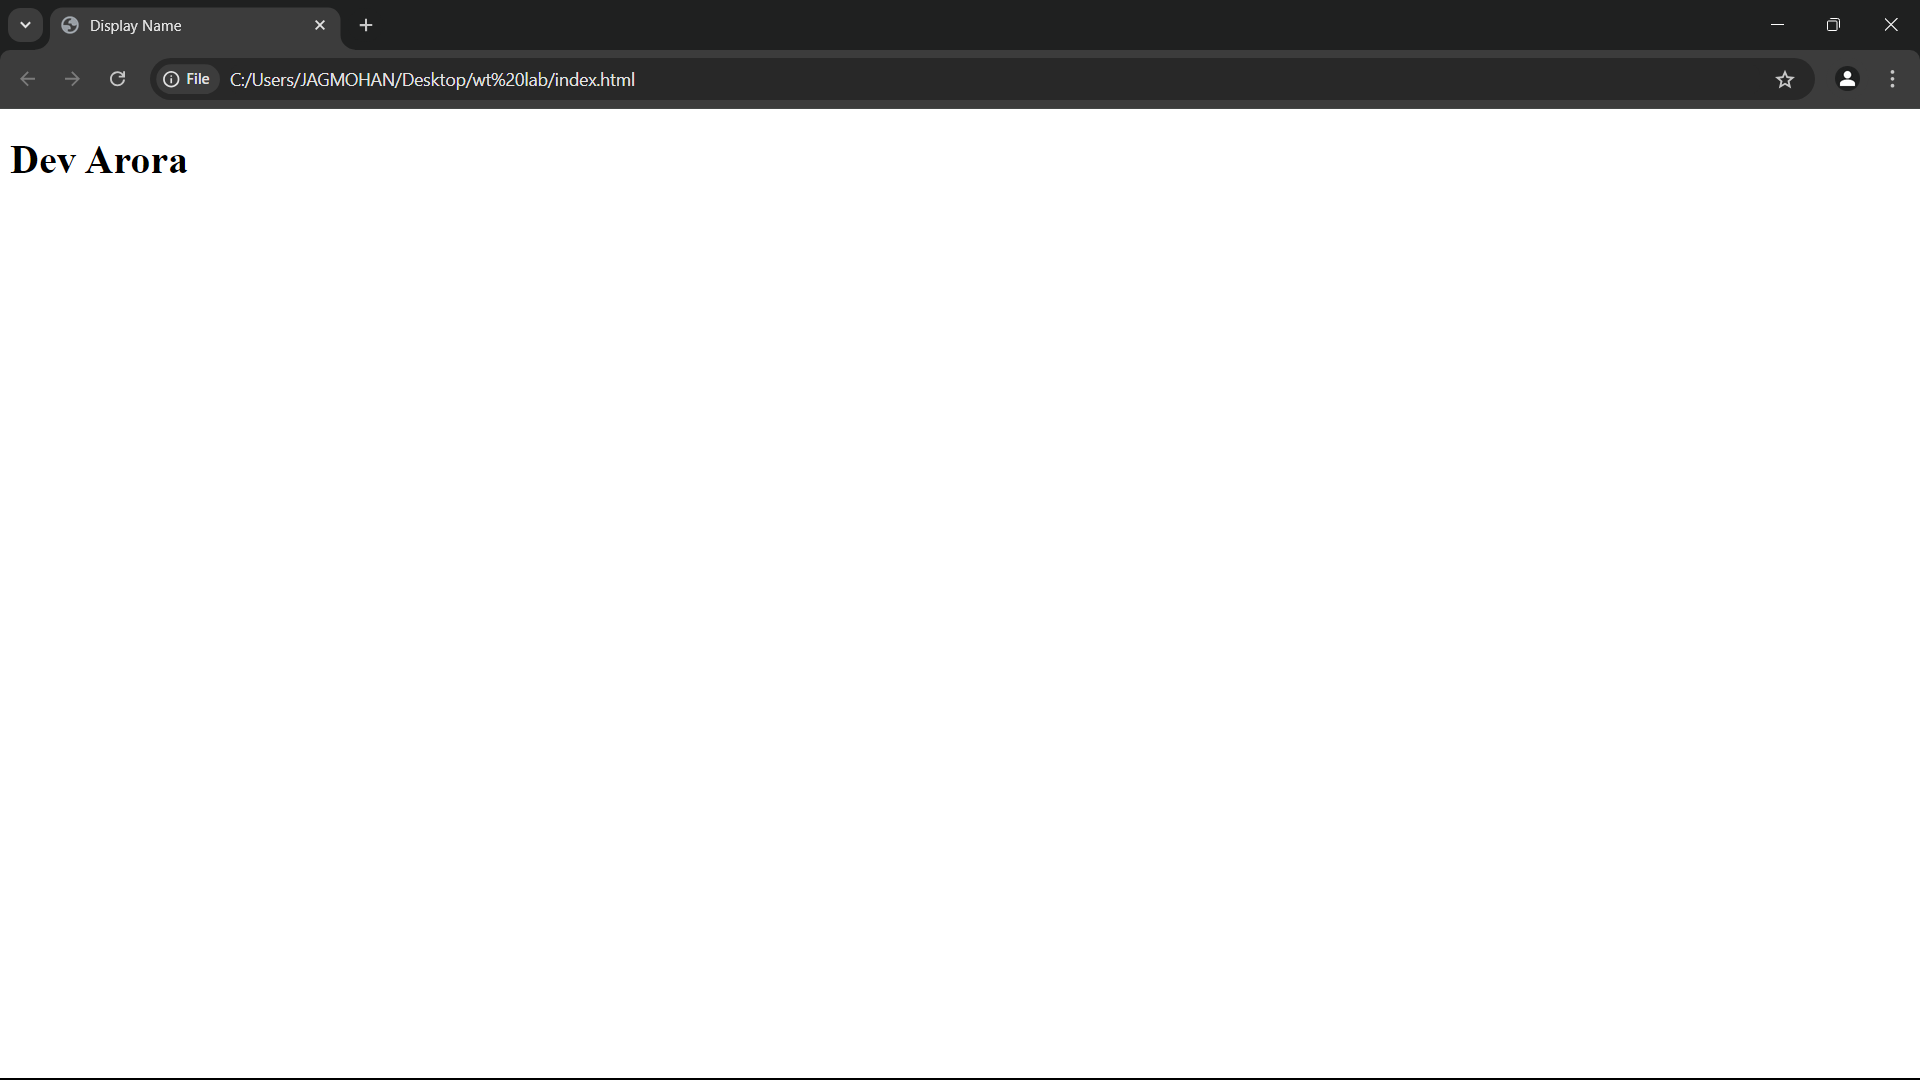 Display Name
File C:/Users/JAGMOHAN/Desktop/wt%20lab/index.html
Dev Arora